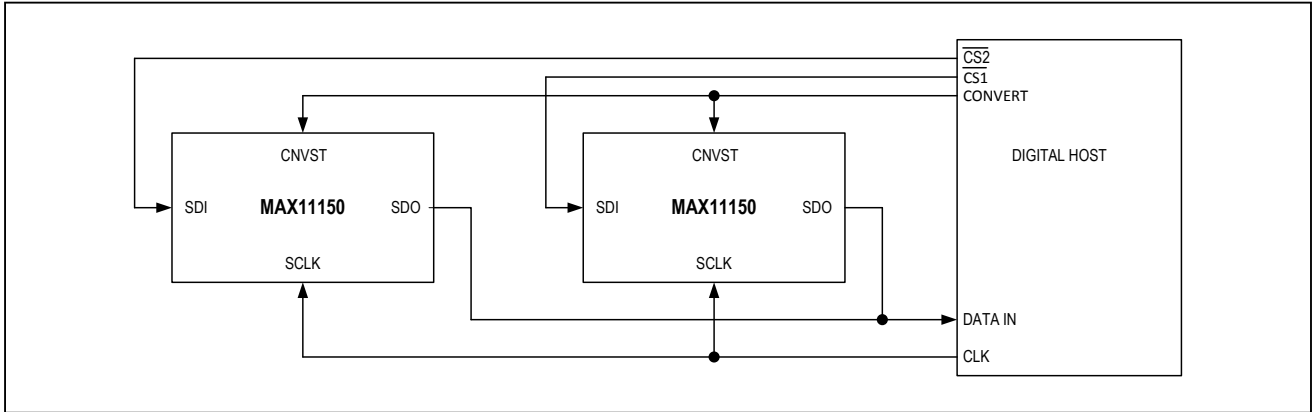 CS2
CS1
CONVERT
CNVST
CNVST
DIGITAL HOST
SDI MAX11150 SDO
SDI MAX11150 SDO
SCLK
SCLK
DATA IN
CLK